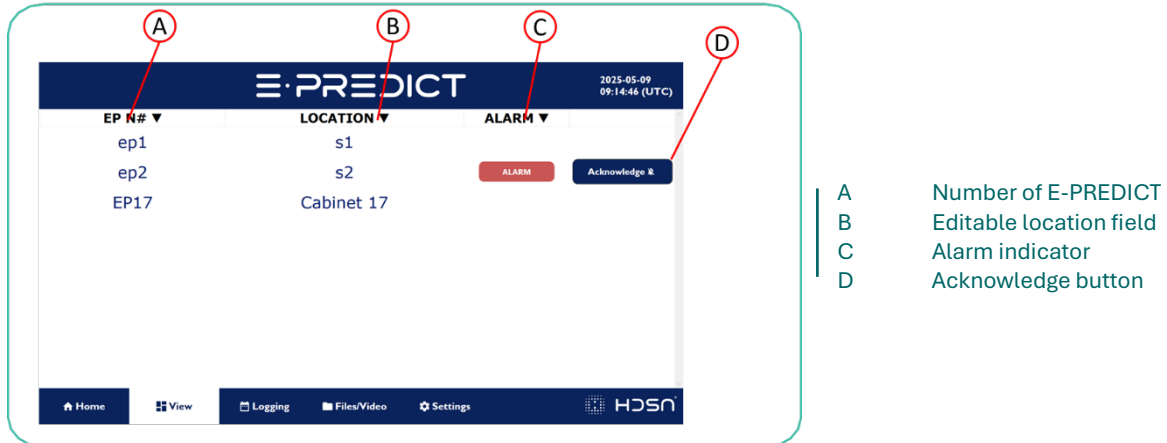 A
B
C
D
E·PREDICT
2025-05-09
09:14:46 (UTC)
EP N# ▼ LOCATION ▼ ALARM ▼
ep1 s1
ep2 s2 ALARM Acknowledge
EP17 Cabinet 17
Home View Logging Files/Video Settings HDSN
A Number of E-PREDICT
B Editable location field
C Alarm indicator
D Acknowledge button